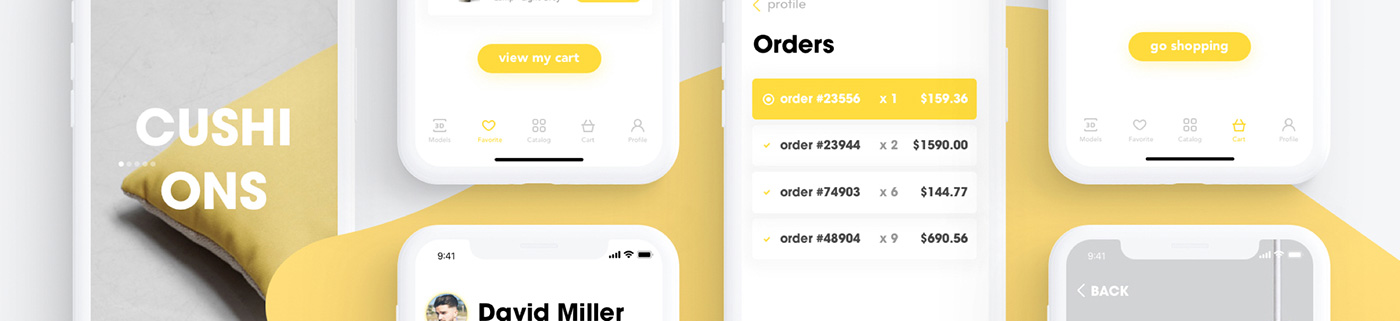 CUSHI
ONS
view my cart
3D
Models
Favorite
Catalog
Cart
Profile
9:41
David Miller
profile
Orders
order #23556 x 1 $159.36
order #23944 x 2 $1590.00
order #74903 x 6 $144.77
order #48904 x 9 $690.56
go shopping
3D
Models
Favorite
Catalog
Cart
Profile
9:41
BACK